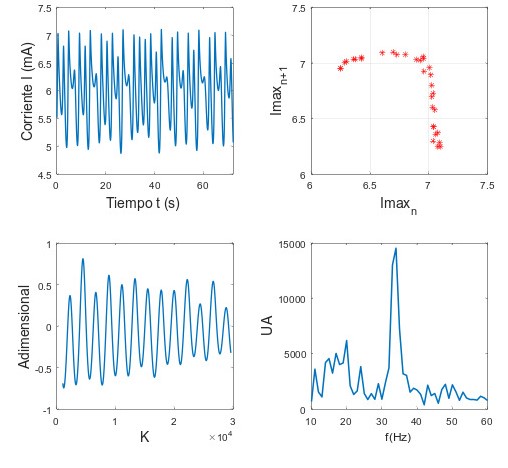 7.5
7
6.5
6
5.5
5
4.5
Corriente I (mA)
0 20 40 60
Tiempo t (s)
7.5
7
6.5
6
Imax n+1
6 6.5 7 7.5
Imax n
1
0.5
0
-0.5
-1
Adimensional
0 1 2 3
K
×10^4
15000
10000
5000
0
UA
10 20 30 40 50 60
f(Hz)